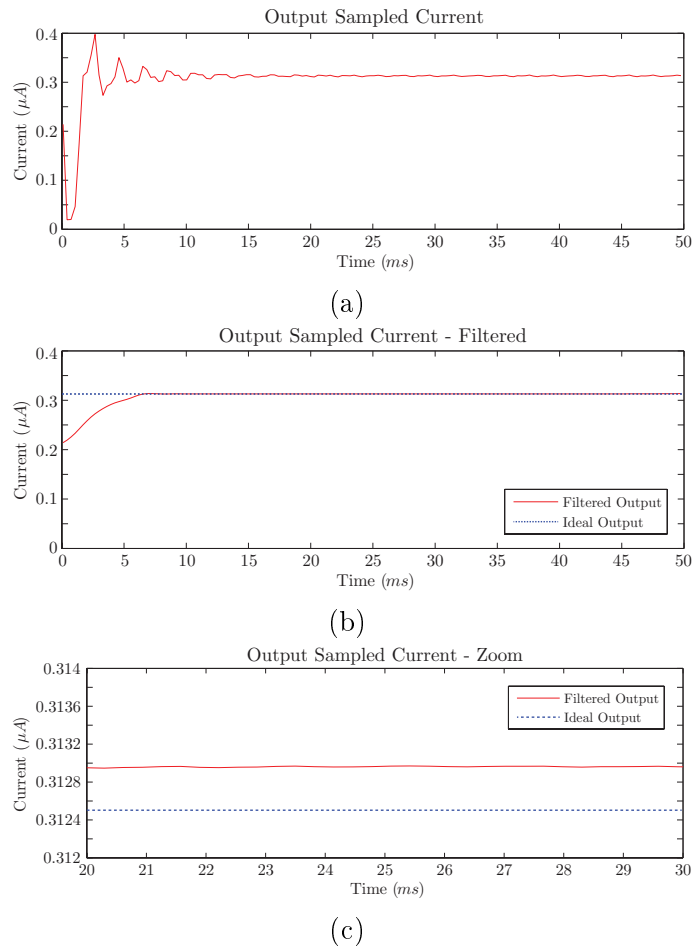 Output Sampled Current
0.4
0.3
0.2
0.1
0
Current (μA)
0 5 10 15 20 25 30 35 40 45 50
Time (ms)
(a)
Output Sampled Current - Filtered
0.4
0.3
0.2
0.1
0
Current (μA)
Filtered Output
Ideal Output
0 5 10 15 20 25 30 35 40 45 50
Time (ms)
(b)
Output Sampled Current - Zoom
0.314
0.3136
0.3132
0.3128
0.3124
0.312
Current (μA)
Filtered Output
Ideal Output
20 21 22 23 24 25 26 27 28 29 30
Time (ms)
(c)